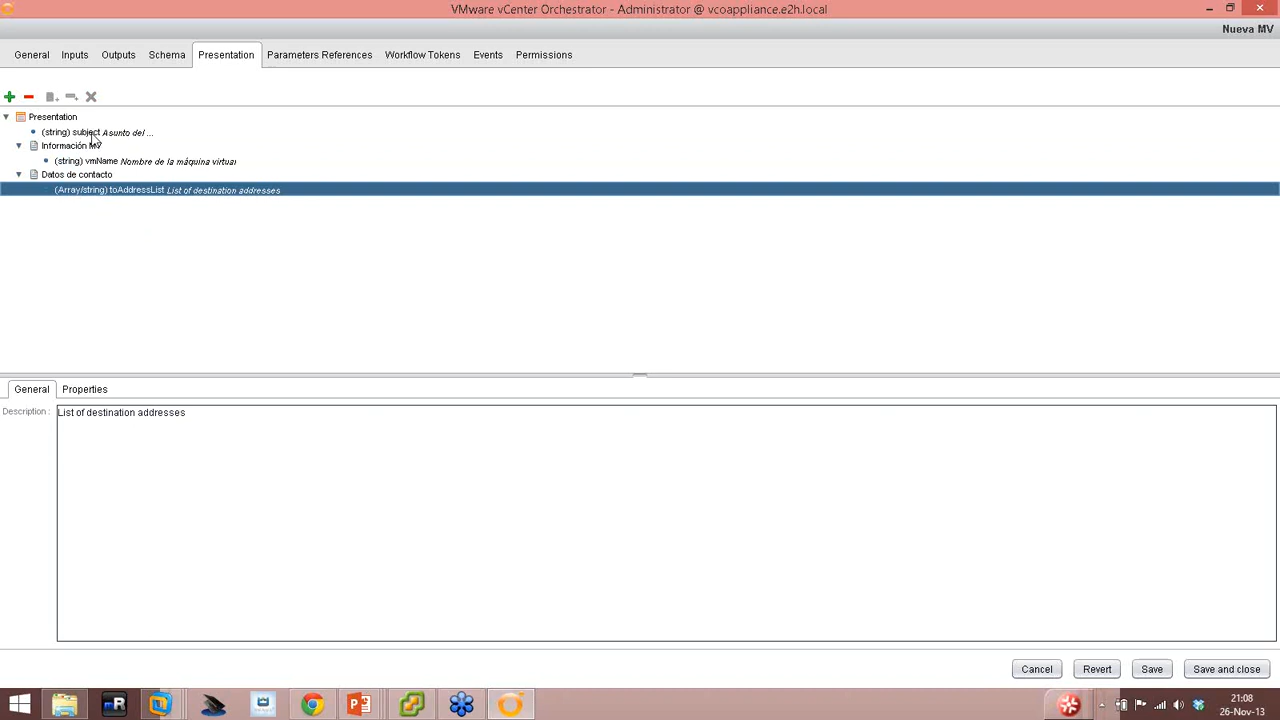 VMware vCenter Orchestrator - Administrator @ vcoappliance.e2h.local
Nueva MV
General Inputs Outputs Schema Presentation Parameters References Workflow Tokens Events Permissions
Presentation
(string) subject Asunto del ...
Información MV
(string) vmName Nombre de la máquina virtual
Datos de contacto
(Array/string) toAddressList List of destination addresses
General Properties
Description : List of destination addresses
Cancel Revert Save Save and close
21:08
26-Nov-13